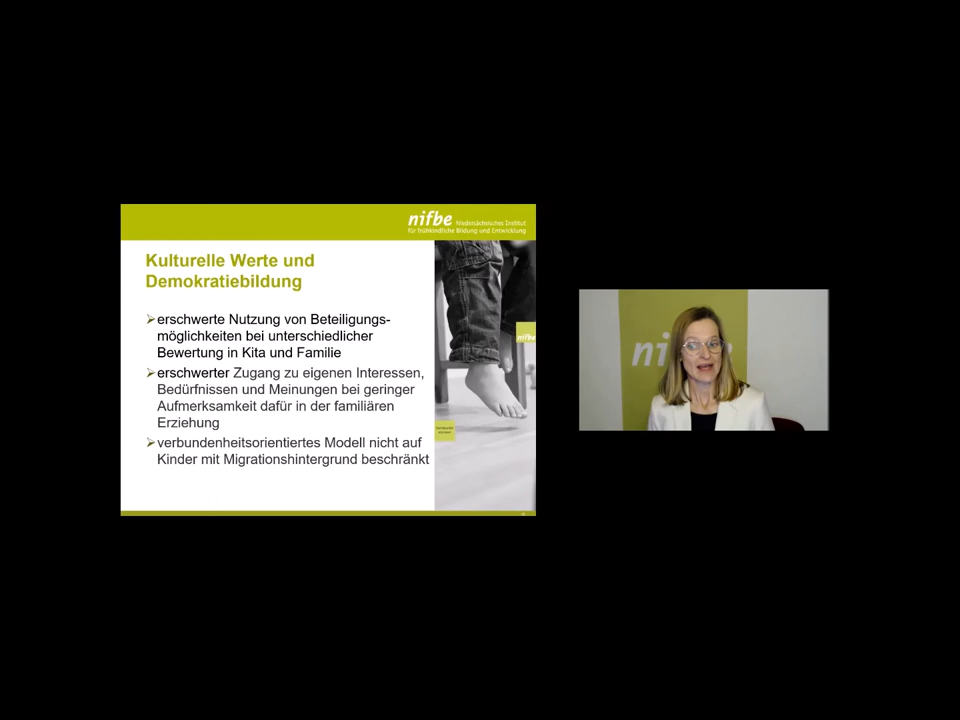 nifbe Niedersächsisches Institut
für frühkindliche Bildung und Entwicklung
Kulturelle Werte und
Demokratiebildung
➢erschwerte Nutzung von Beteiligungs-
möglichkeiten bei unterschiedlicher
Bewertung in Kita und Familie
➢erschwerter Zugang zu eigenen Interessen,
Bedürfnissen und Meinungen bei geringer
Aufmerksamkeit dafür in der familiären
Erziehung
➢verbundenheitsorientiertes Modell nicht auf
Kinder mit Migrationshintergrund beschränkt
nifbe